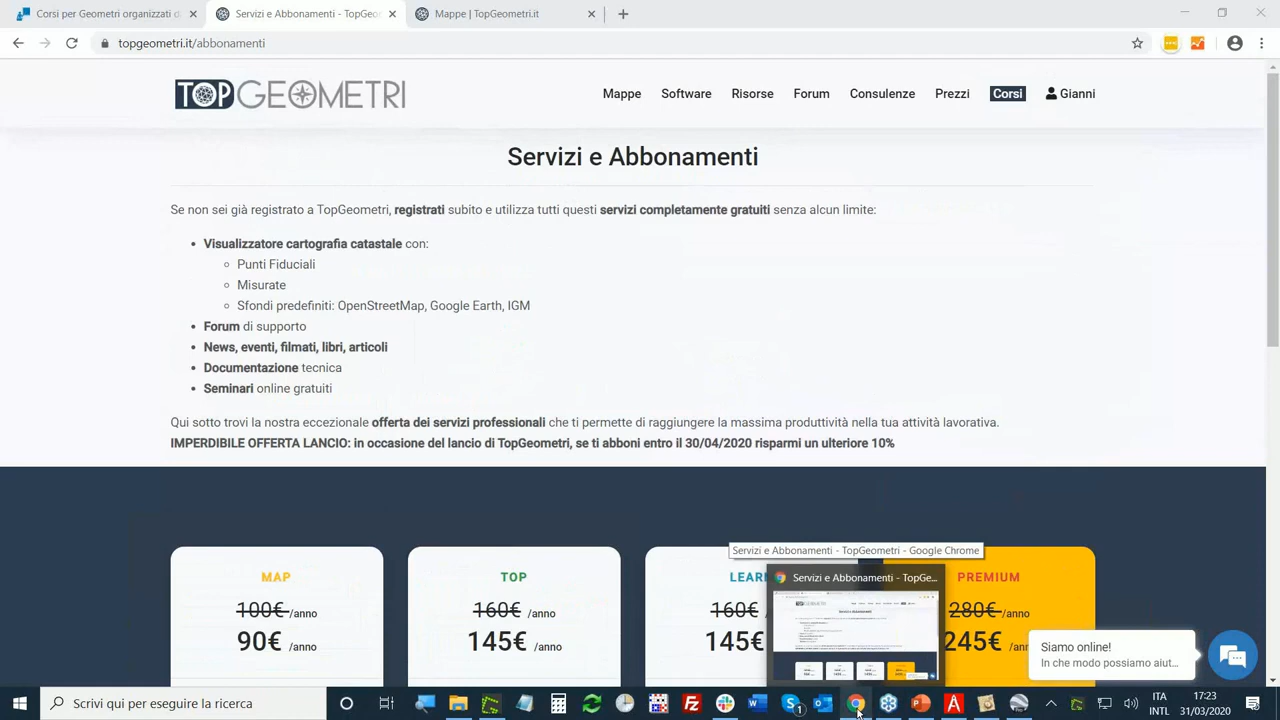 Corsi per Geometri organizzati d
Servizi e Abbonamenti - TopGeo
Mappe | TopGeometri.it
topgeometri.it/abbonamenti
TOPGEOMETRI
Mappe Software Risorse Forum Consulenze Prezzi Corsi Gianni
Servizi e Abbonamenti
Se non sei già registrato a TopGeometri, registrati subito e utilizza tutti questi servizi completamente gratuiti senza alcun limite:
Visualizzatore cartografia catastale con:
Punti Fiduciali
Misurate
Sfondi predefiniti: OpenStreetMap, Google Earth, IGM
Forum di supporto
News, eventi, filmati, libri, articoli
Documentazione tecnica
Seminari online gratuiti
Qui sotto trovi la nostra eccezionale offerta dei servizi professionali che ti permette di raggiungere la massima produttività nella tua attività lavorativa.
IMPERDIBILE OFFERTA LANCIO: in occasione del lancio di TopGeometri, se ti abboni entro il 30/04/2020 risparmi un ulteriore 10%
Servizi e Abbonamenti - TopGeometri - Google Chrome
Servizi e Abbonamenti - TopGe...
MAP
100€ /anno
90€ /anno
TOP
160€ /anno
145€ /anno
LEAR
160€ /a
145€ /a
PREMIUM
280€ /anno
245€ /an
Siamo online!
In che modo possiamo aiut...
Scrivi qui per eseguire la ricerca
ITA
INTL
17:23
31/03/2020